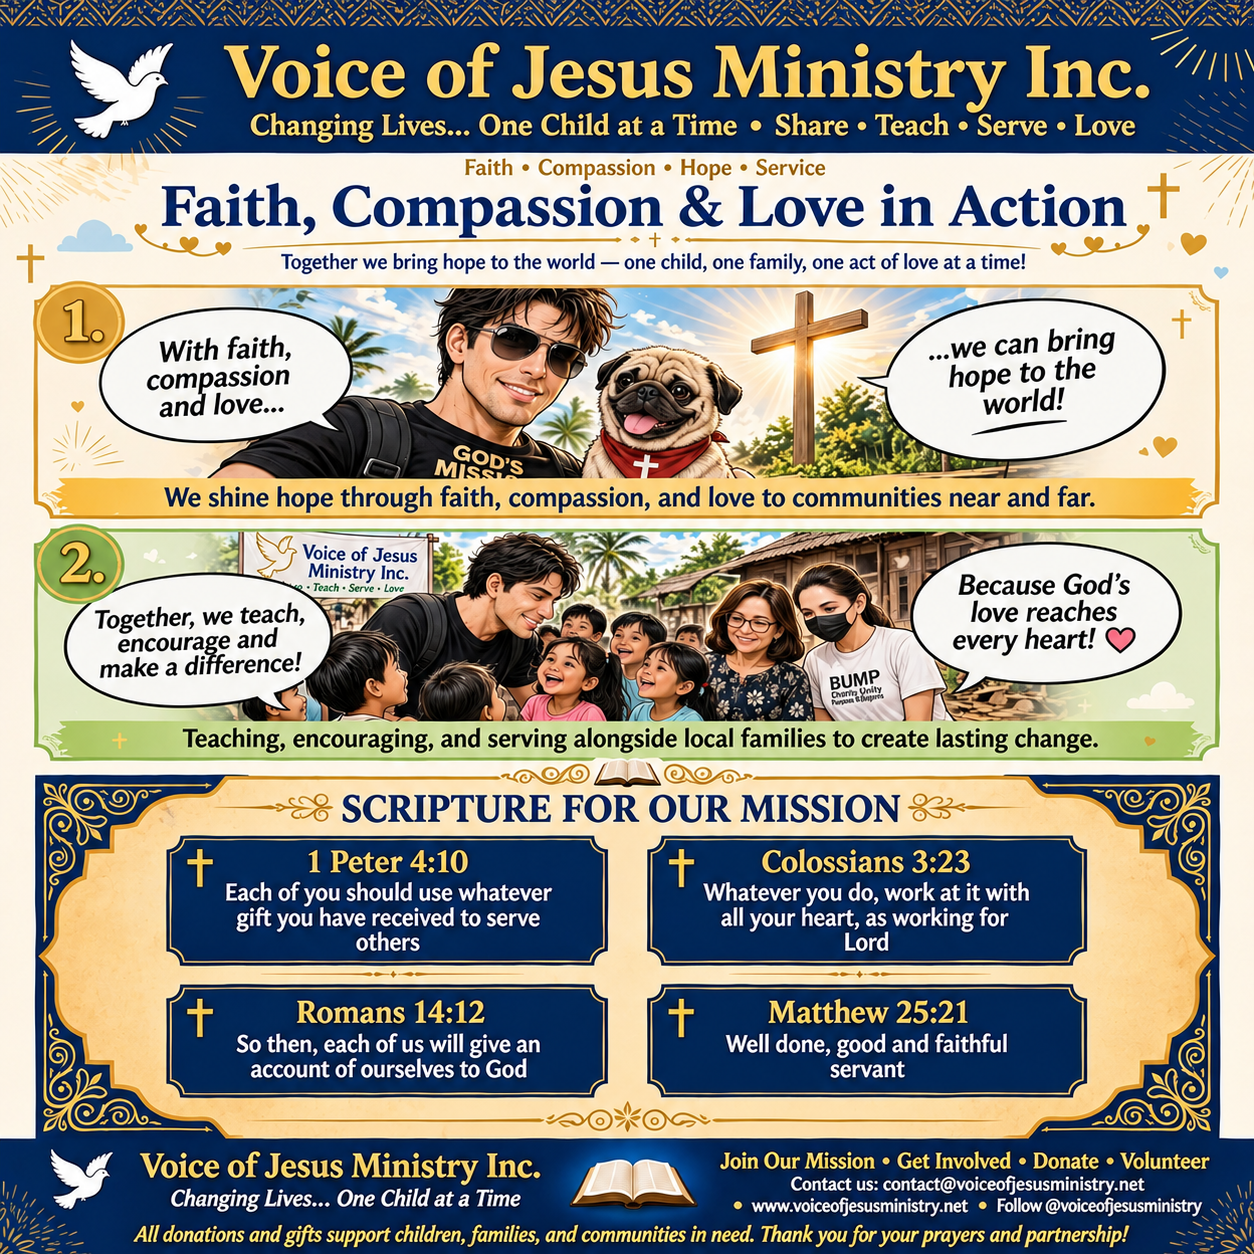 Voice of Jesus Ministry Inc.
Changing Lives... One Child at a Time • Share • Teach • Serve • Love
Faith • Compassion • Hope • Service
Faith, Compassion & Love in Action
Together we bring hope to the world — one child, one family, one act of love at a time!
1.
With faith,
compassion
and love...
...we can bring
hope to the
world!
GOD'S
We shine hope through faith, compassion, and love to communities near and far.
2.
Voice of Jesus
Ministry Inc.
• Teach • Serve • Love
Together, we teach,
encourage and
make a difference!
Because God's
love reaches
every heart!
BUMP
Charity Unity
Teaching, encouraging, and serving alongside local families to create lasting change.
SCRIPTURE FOR OUR MISSION
1 Peter 4:10
Each of you should use whatever
gift you have received to serve
others
Colossians 3:23
Whatever you do, work at it with
all your heart, as working for
Lord
Romans 14:12
So then, each of us will give an
account of ourselves to God
Matthew 25:21
Well done, good and faithful
servant
Voice of Jesus Ministry Inc.
Changing Lives... One Child at a Time
Join Our Mission • Get Involved • Donate • Volunteer
Contact us: contact@voiceofjesusministry.net
• www.voiceofjesusministry.net • Follow @voiceofjesusministry
All donations and gifts support children, families, and communities in need. Thank you for your prayers and partnership!